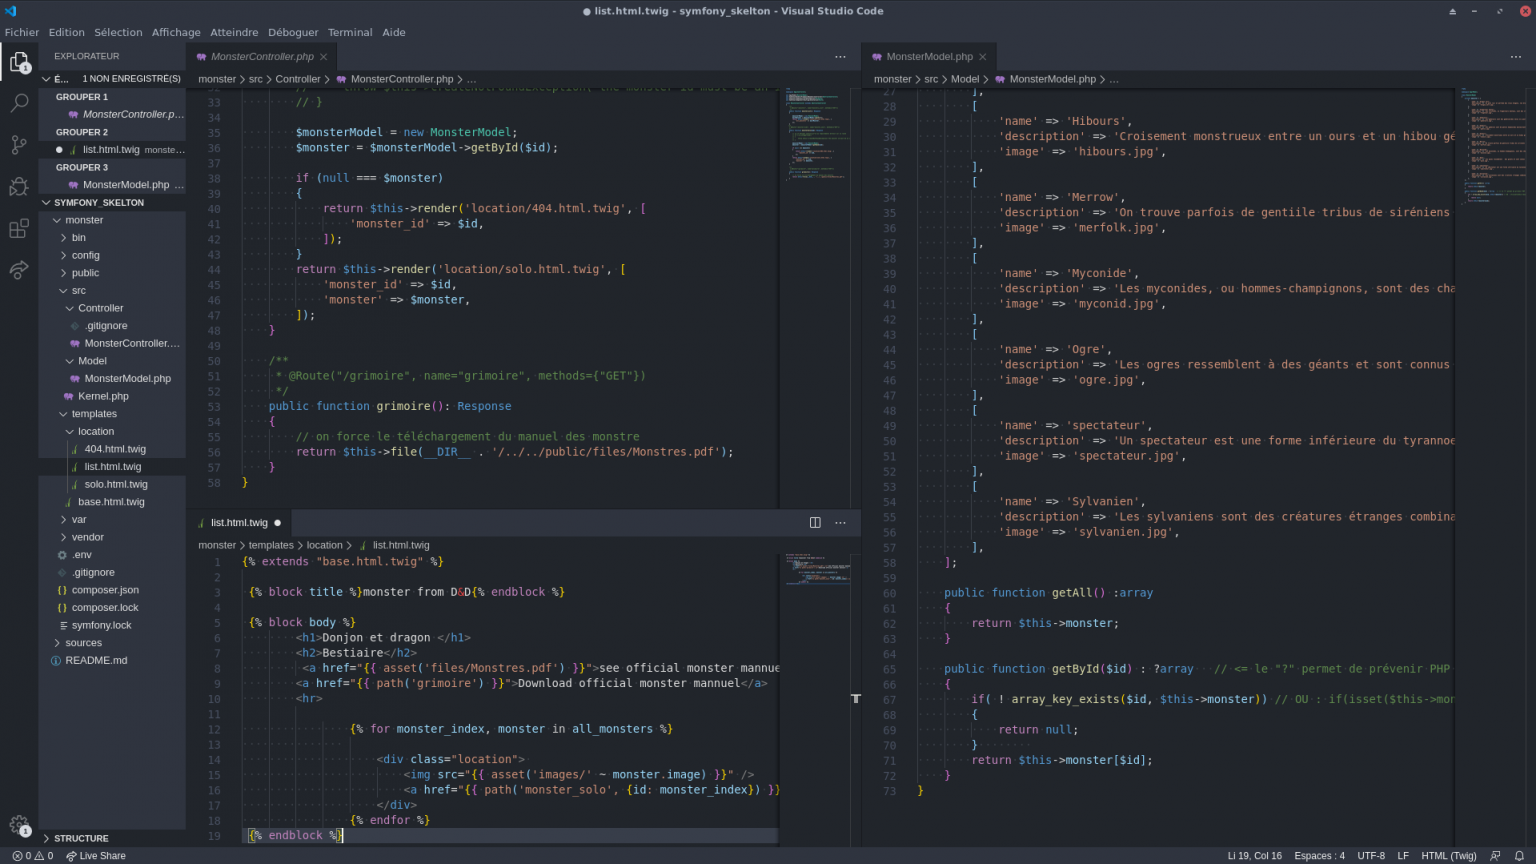 ● list.html.twig - symfony_skelton - Visual Studio Code
Fichier Edition Sélection Affichage Atteindre Déboguer Terminal Aide
1
EXPLORATEUR
É... 1 NON ENREGISTRÉ(S)
GROUPER 1
MonsterController.p...
GROUPER 2
● list.html.twig monste...
GROUPER 3
MonsterModel.php ...
SYMFONY_SKELTON
monster
bin
config
public
src
Controller
.gitignore
MonsterController....
Model
MonsterModel.php
Kernel.php
templates
location
404.html.twig
list.html.twig
solo.html.twig
base.html.twig
var
vendor
.env
.gitignore
composer.json
composer.lock
symfony.lock
sources
README.md
STRUCTURE
1
MonsterController.php ×
monster > src > Controller > MonsterController.php > ...
33 // }
34
35 $monsterModel = new MonsterModel;
36 $monster = $monsterModel->getById($id);
37
38 if (null === $monster)
39 {
40 return $this->render('location/404.html.twig', [
41 'monster_id' => $id,
42 ]);
43 }
44 return $this->render('location/solo.html.twig', [
45 'monster_id' => $id,
46 'monster' => $monster,
47 ]);
48 }
49
50 /**
51 * @Route("/grimoire", name="grimoire", methods={"GET"})
52 */
53 public function grimoire(): Response
54 {
55 // on force le téléchargement du manuel des monstre
56 return $this->file(__DIR__ . '/../../public/files/Monstres.pdf');
57 }
58 }
list.html.twig ●
monster > templates > location > list.html.twig
1 {% extends "base.html.twig" %}
2
3 {% block title %}monster from D&D{% endblock %}
4
5 {% block body %}
6 <h1>Donjon et dragon </h1>
7 <h2>Bestiaire</h2>
8 <a href="{{ asset('files/Monstres.pdf') }}">see official monster mannue
9 <a href="{{ path('grimoire') }}">Download official monster mannuel</a>
10 <hr>
11
12 {% for monster_index, monster in all_monsters %}
13
14 <div class="location">
15 <img src="{{ asset('images/' ~ monster.image) }}" />
16 <a href="{{ path('monster_solo', {id: monster_index}) }}
17 </div>
18 {% endfor %}
19 {% endblock %}
MonsterModel.php ×
monster > src > Model > MonsterModel.php > ...
27 ],
28 [
29 'name' => 'Hibours',
30 'description' => 'Croisement monstrueux entre un ours et un hibou gé
31 'image' => 'hibours.jpg',
32 ],
33 [
34 'name' => 'Merrow',
35 'description' => 'On trouve parfois de gentiile tribus de siréniens
36 'image' => 'merfolk.jpg',
37 ],
38 [
39 'name' => 'Myconide',
40 'description' => 'Les myconides, ou hommes-champignons, sont des cha
41 'image' => 'myconid.jpg',
42 ],
43 [
44 'name' => 'Ogre',
45 'description' => 'Les ogres ressemblent à des géants et sont connus
46 'image' => 'ogre.jpg',
47 ],
48 [
49 'name' => 'spectateur',
50 'description' => 'Un spectateur est une forme inférieure du tyrannoe
51 'image' => 'spectateur.jpg',
52 ],
53 [
54 'name' => 'Sylvanien',
55 'description' => 'Les sylvaniens sont des créatures étranges combina
56 'image' => 'sylvanien.jpg',
57 ],
58 ];
59
60 public function getAll() :array
61 {
62 return $this->monster;
63 }
64
65 public function getById($id) : ?array // <= le "?" permet de prévenir PHP
66 {
67 if( ! array_key_exists($id, $this->monster)) // OU : if(isset($this->mon
68 {
69 return null;
70 }
71 return $this->monster[$id];
72 }
73 }
0 0 Live Share
Li 19, Col 16 Espaces : 4 UTF-8 LF HTML (Twig)